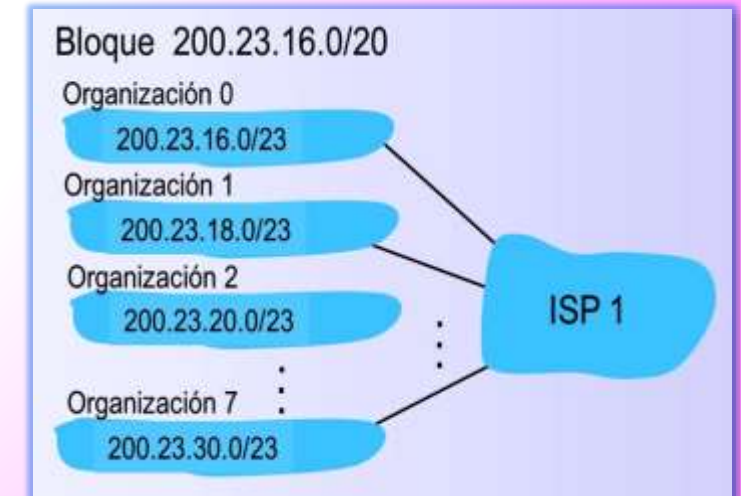 Bloque 200.23.16.0/20
Organización 0
200.23.16.0/23
Organización 1
200.23.18.0/23
Organización 2
200.23.20.0/23
Organización 7
200.23.30.0/23
ISP 1